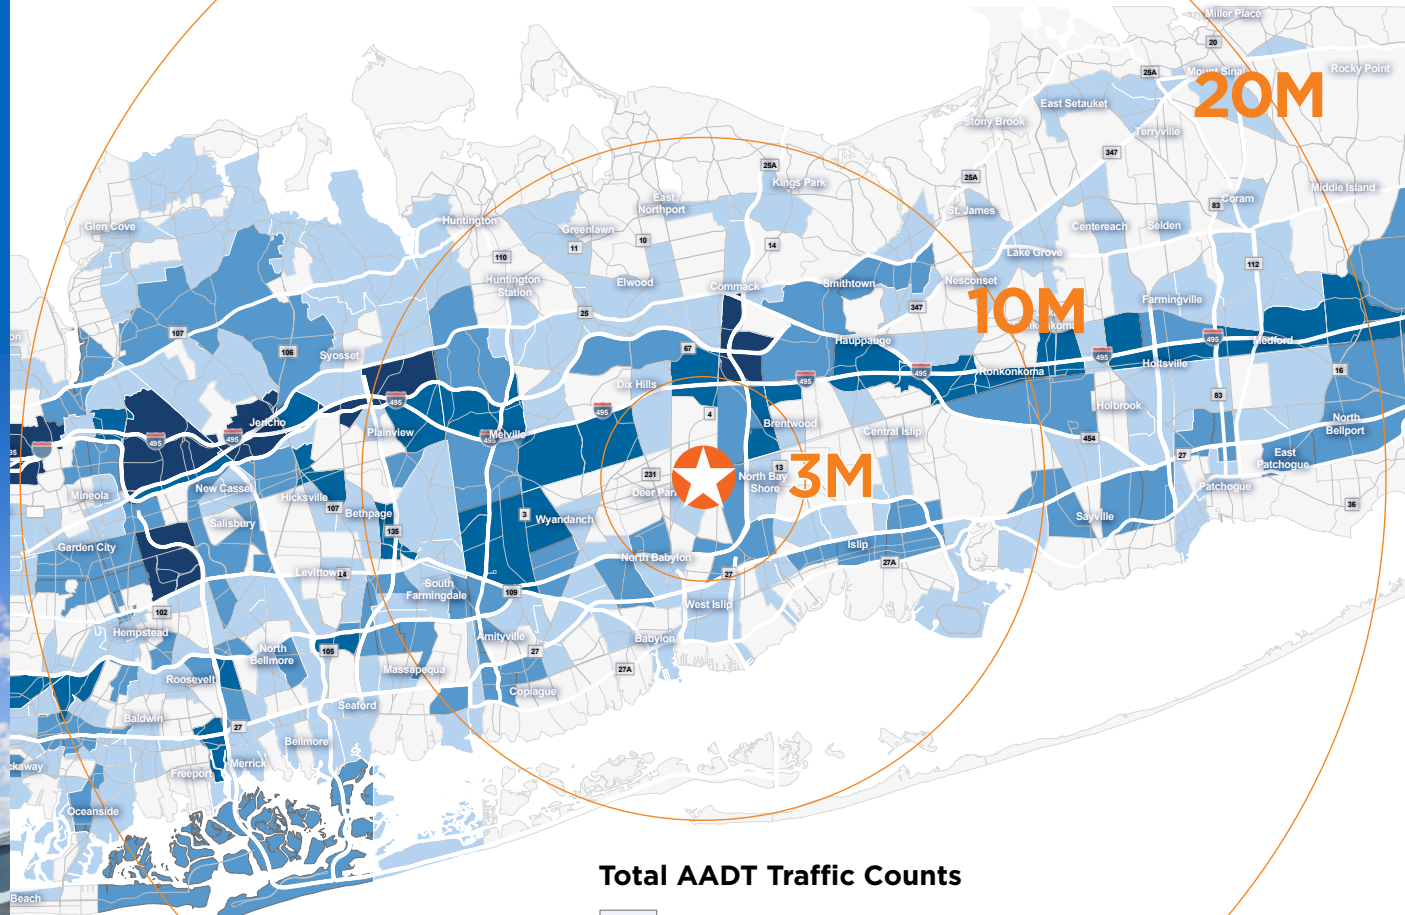 Miller Place
20
25A
Mount Sinai
Rocky Point
20M
East Setauket
Stony Brook
Terryville
347
25A
Kings Park
25A
Middle Island
East
Northport
St. James
83
Coram
Glen Cove
Huntington
Greenlawn
10
14
Centereach
Selden
11
Lake Grove
110
112
Huntington
Station
Elwood
Commack
Smithtown
Nesconset
Farmingville
10M
25
347
107
106
67
Hauppauge
495
Medford
Syosset
495
Holtsville
Dix Hills
495
495
Ronkonkoma
16
495
83
495
4
Holbrook
Jericho
Brentwood
North
Bellport
495
495
Plainview
495
Melville
Central Islip
454
95
27
East
Patchogue
231
13
3M
North Bay
Shore
Mineola
New Cassel
Hicksville
Deer Park
Patchogue
107
Bethpage
3
Wyandanch
36
Salisbury
135
Sayville
Garden City
North Babylon
Islip
27A
Levittown
24
27
South
Farmingdale
109
102
West Islip
Hempstead
Amityville
Babylon
North
Bellmore
105
27
Massapequa
27A
Roosevelt
Copiague
Seaford
Baldwin
27
Bellmore
Merrick
ckaway
Freeport
Oceanside
Total AADT Traffic Counts
Beach